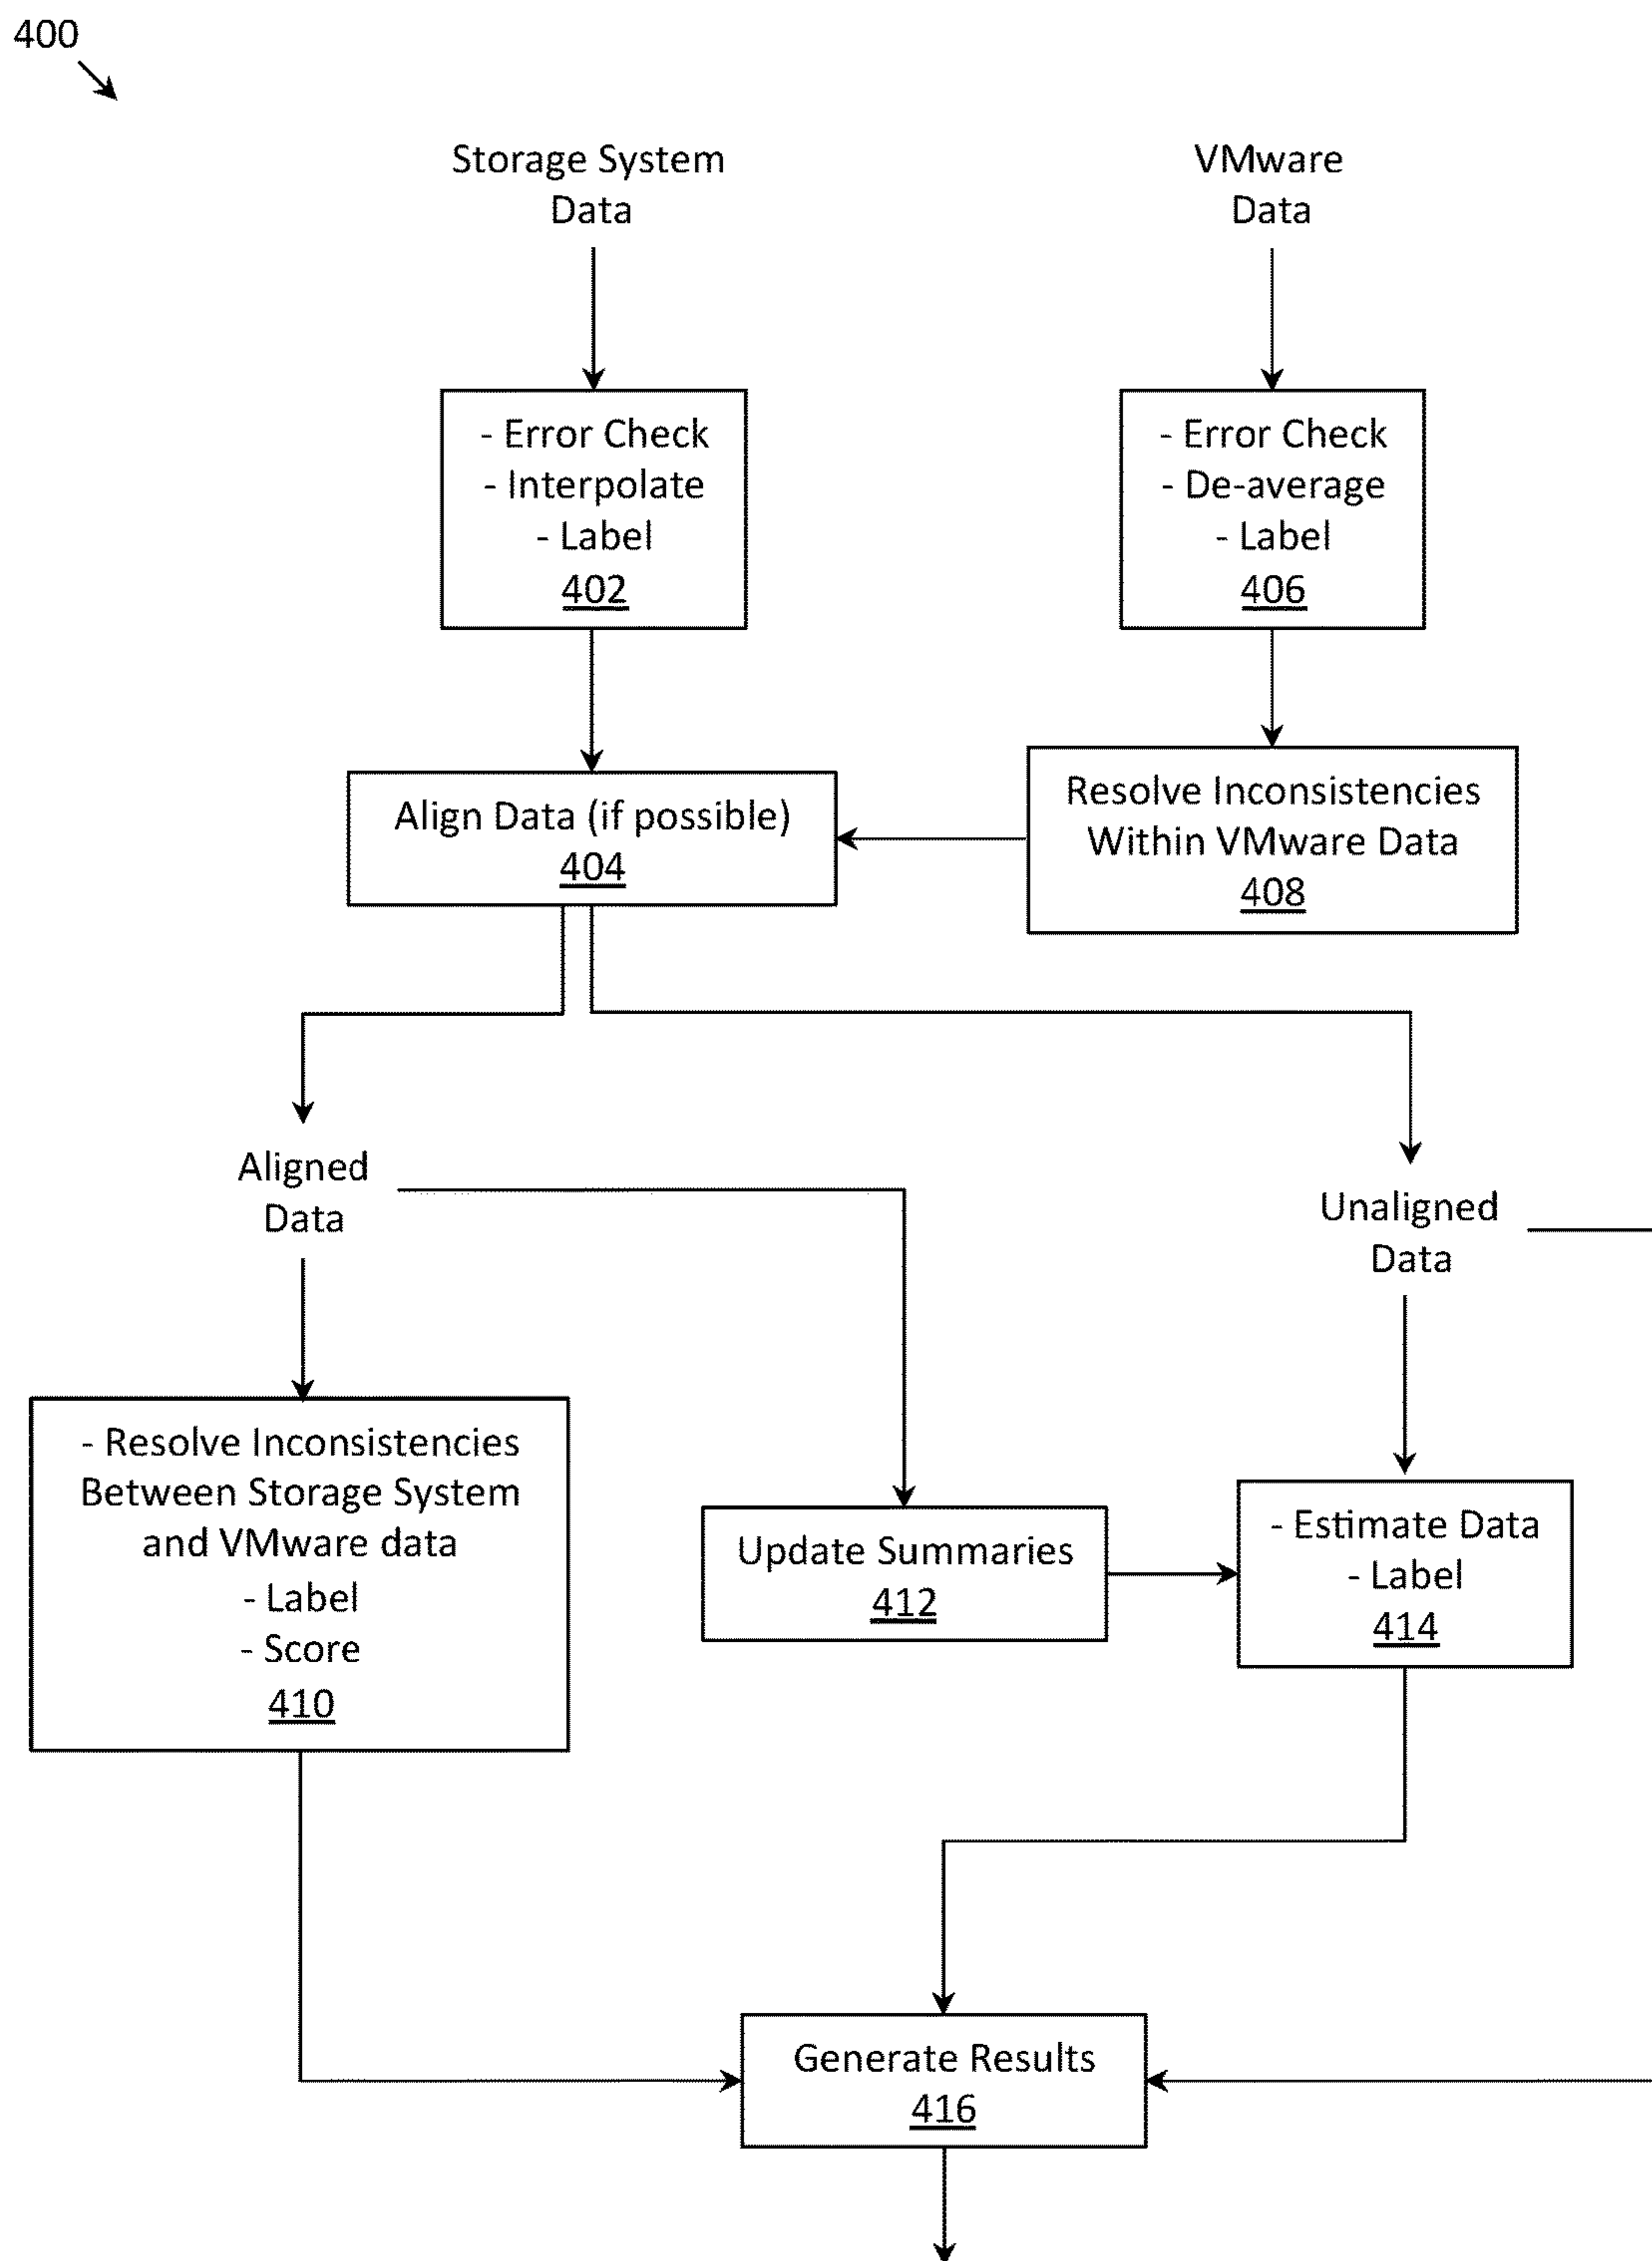 400
Storage System
Data
VMware
Data
- Error Check
- Interpolate
- Label
402
- Error Check
- De-average
- Label
406
Align Data (if possible)
404
Resolve Inconsistencies
Within VMware Data
408
Aligned
Data
Unaligned
Data
- Resolve Inconsistencies
Between Storage System
and VMware data
- Label
- Score
410
Update Summaries
412
- Estimate Data
- Label
414
Generate Results
416